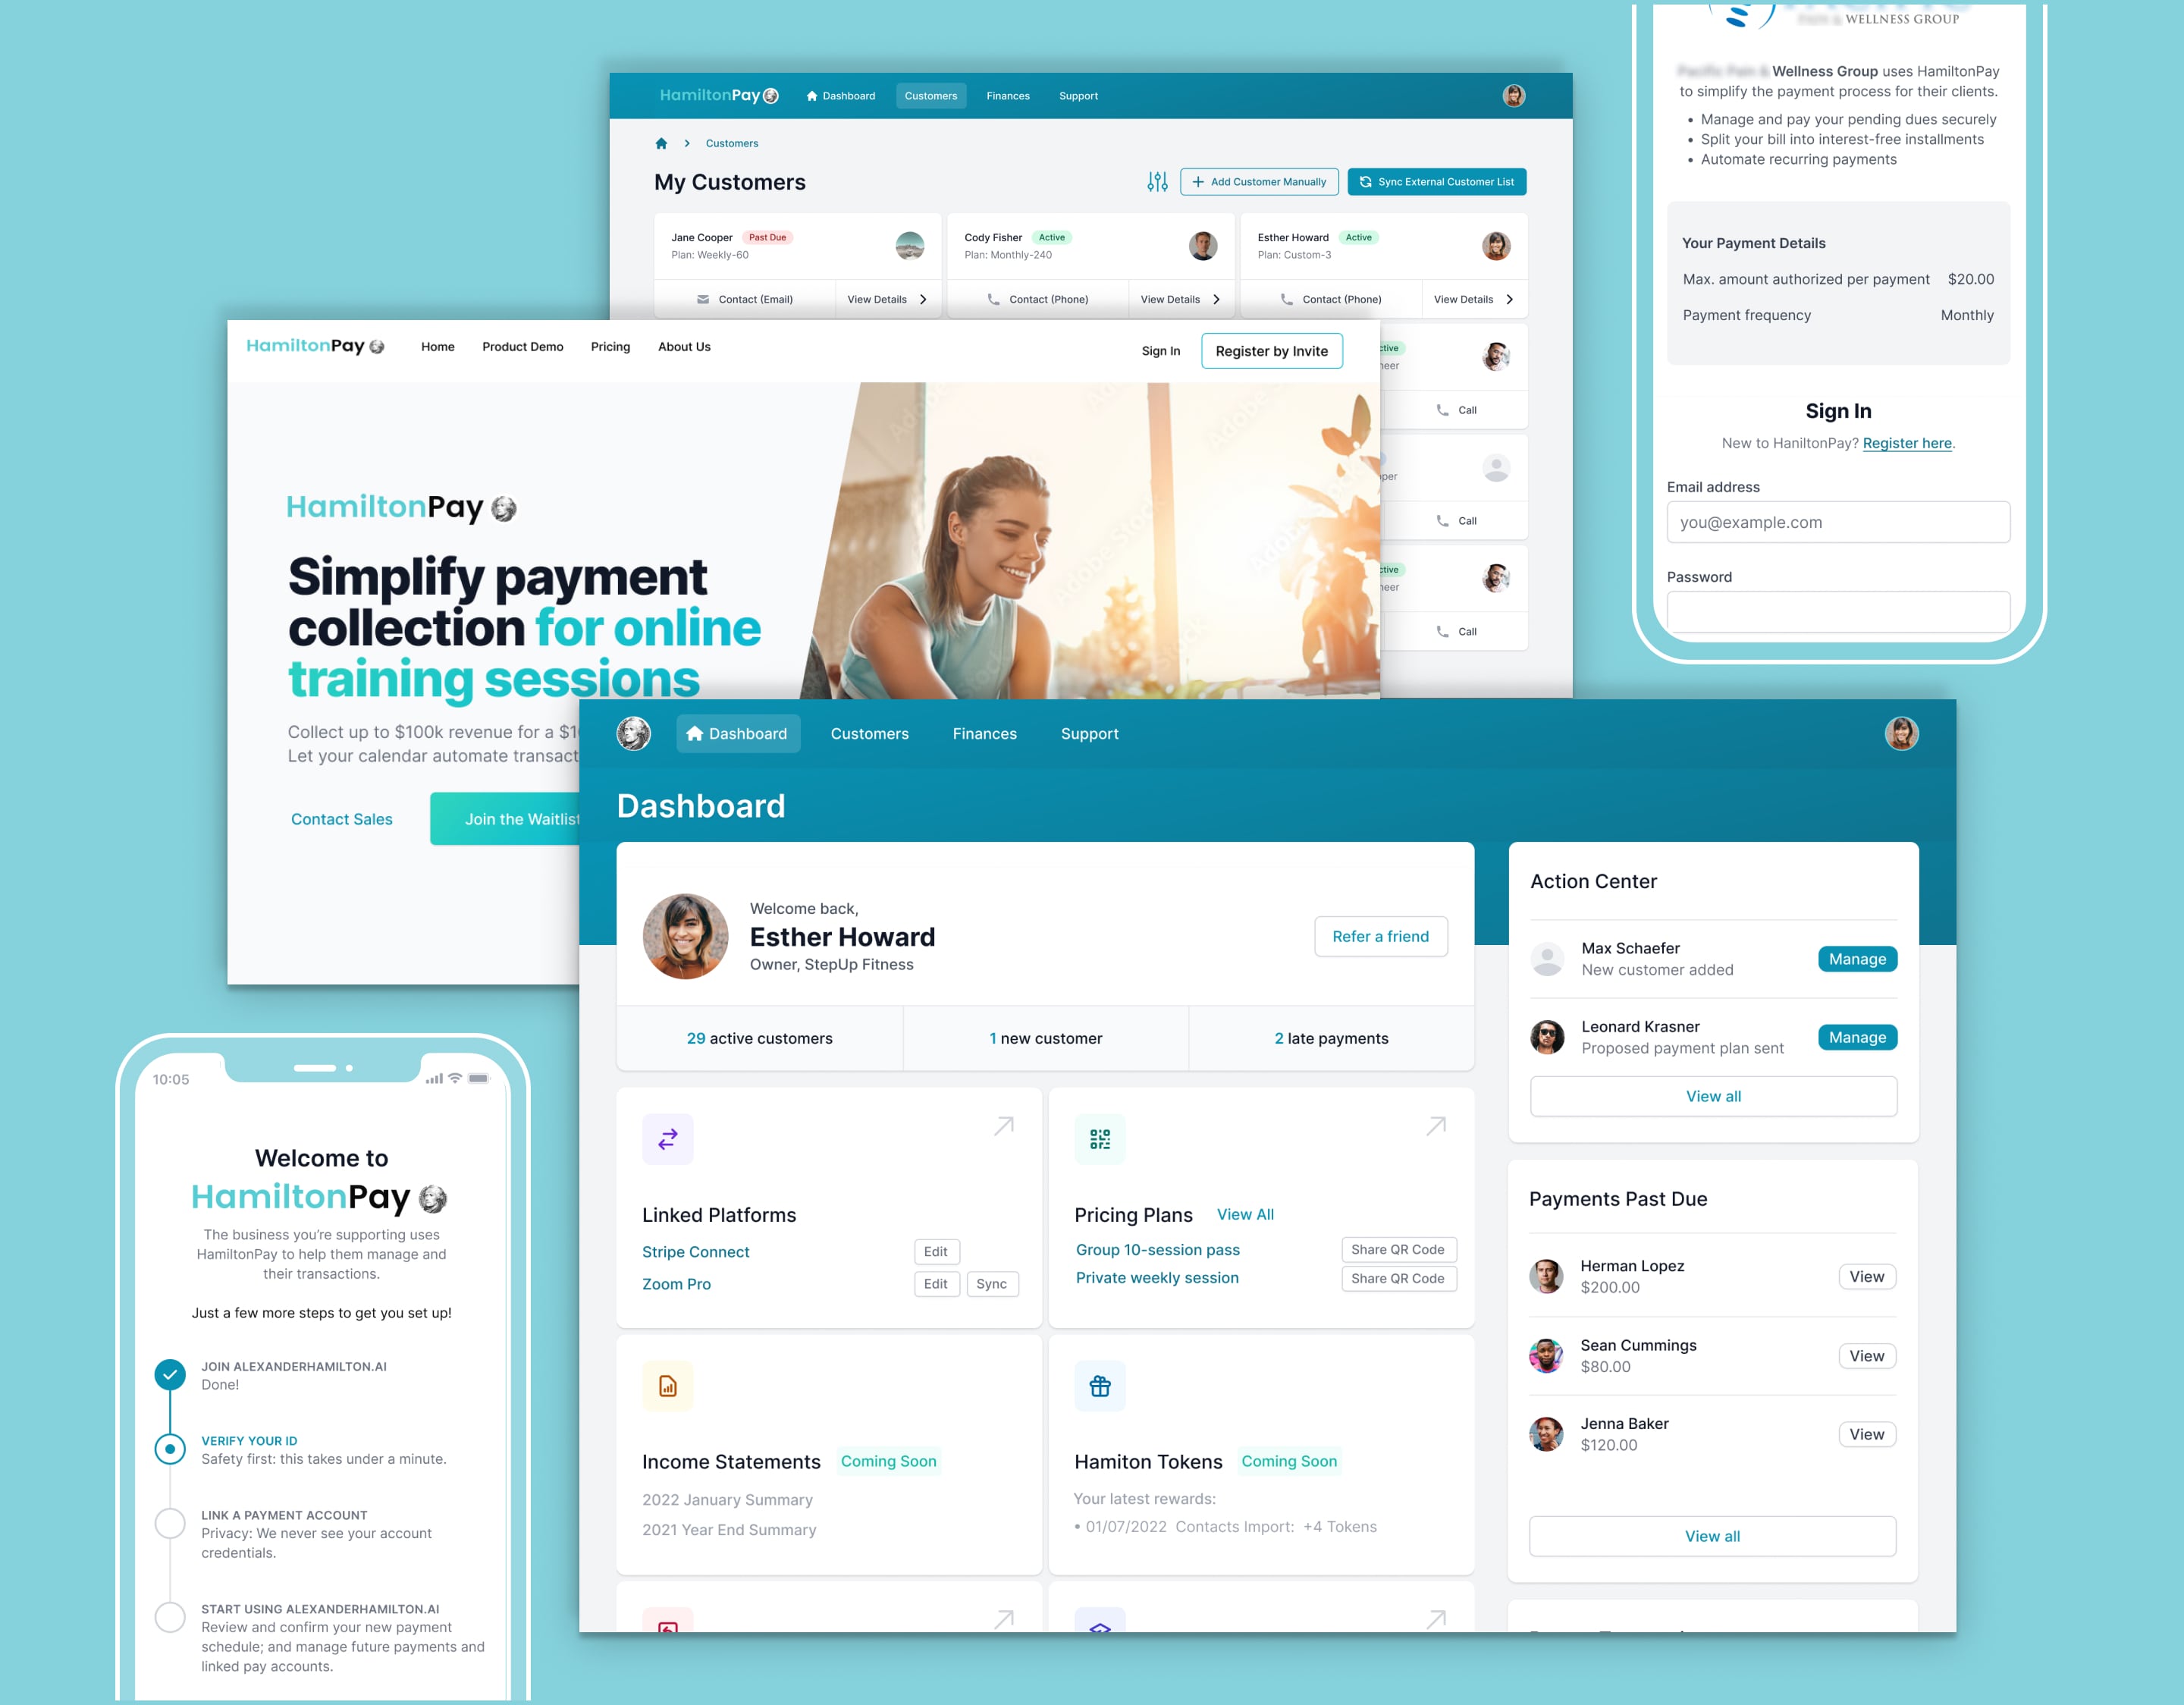 WELLNESS GROUP
Wellness Group uses HamiltonPay
to simplify the payment process for their clients.
• Manage and pay your pending dues securely
• Split your bill into interest-free installments
• Automate recurring payments
Your Payment Details
Max. amount authorized per payment $20.00
Payment frequency Monthly
Sign In
New to HaniltonPay? Register here.
Email address
you@example.com
Password
HamiltonPay Dashboard Customers Finances Support
Customers
My Customers
Add Customer Manually
Sync External Customer List
Jane Cooper Past Due
Plan: Weekly-60
Contact (Email) View Details
Cody Fisher Active
Plan: Monthly-240
Contact (Phone) View Details
Esther Howard Active
Plan: Custom-3
Contact (Phone) View Details
Call
Call
Call
HamiltonPay Home Product Demo Pricing About Us
Sign In Register by Invite
HamiltonPay
Simplify payment
collection for online
training sessions
Collect up to $100k revenue for a
Let your calendar automate
Contact Sales Join the Waitlist
Adobe Stock
Dashboard Customers Finances Support
Dashboard
Welcome back,
Esther Howard
Owner, StepUp Fitness
Refer a friend
29 active customers
1 new customer
2 late payments
Linked Platforms
Stripe Connect Edit
Zoom Pro Edit Sync
Pricing Plans View All
Group 10-session pass Share QR Code
Private weekly session Share QR Code
Income Statements Coming Soon
2022 January Summary
2021 Year End Summary
Hamiton Tokens Coming Soon
Your latest rewards:
• 01/07/2022 Contacts Import: +4 Tokens
Action Center
Max Schaefer
New customer added
Manage
Leonard Krasner
Proposed payment plan sent
Manage
View all
Payments Past Due
Herman Lopez
$200.00
View
Sean Cummings
$80.00
View
Jenna Baker
$120.00
View
View all
10:05
Welcome to
HamiltonPay
The business you're supporting uses
HamiltonPay to help them manage and
their transactions.
Just a few more steps to get you set up!
JOIN ALEXANDERHAMILTON.AI
Done!
VERIFY YOUR ID
Safety first: this takes under a minute.
LINK A PAYMENT ACCOUNT
Privacy: We never see your account
credentials.
START USING ALEXANDERHAMILTON.AI
Review and confirm your new payment
schedule; and manage future payments and
linked pay accounts.